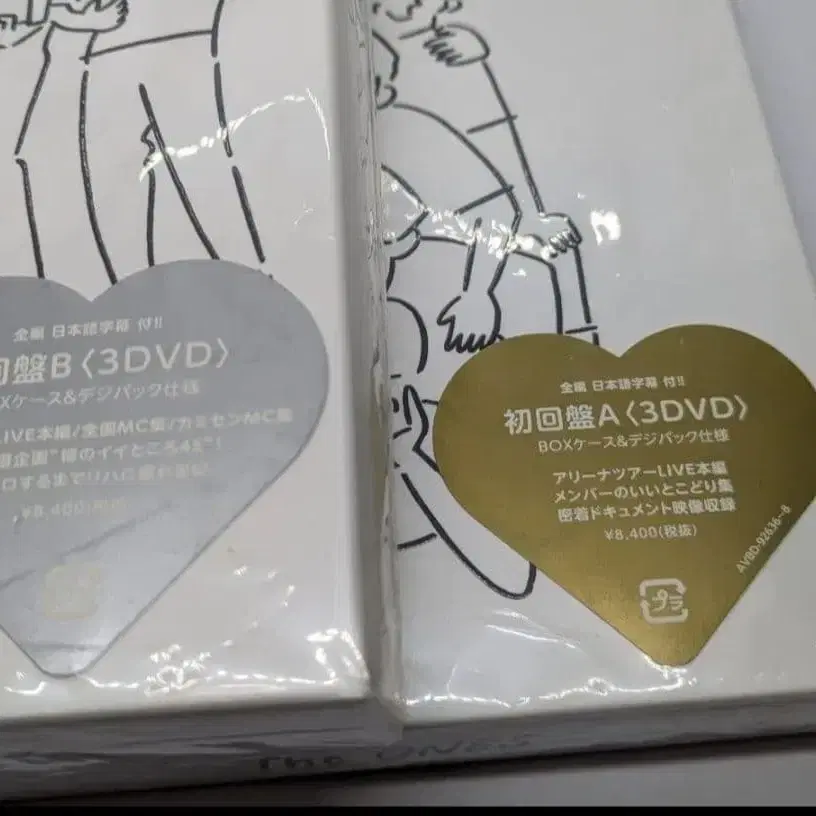 全編 日本語字幕 付!!
回盤B〈3DVD〉
Xケース&デジパック仕様
LIVE本編/全国MC集/カミセンMC集
¥8,400(税抜)
全編 日本語字幕 付!!
初回盤A〈3DVD〉
BOXケース&デジパック仕様
アリーナツアーLIVE本編
メンバーのいいとこどり集
密着ドキュメント映像収録
¥8,400(税抜)
AVBD-92636~8
プラ
The ONES